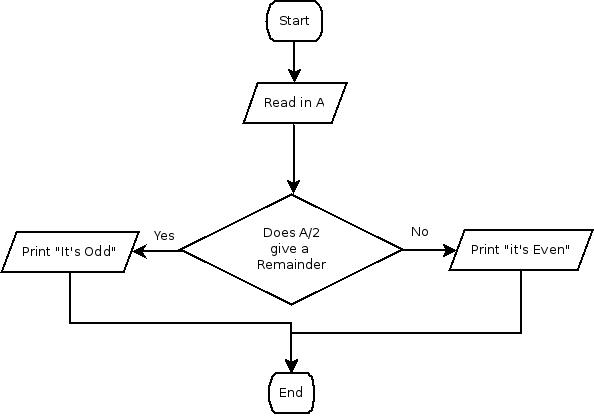 Start
Read in A
Does A/2
give a
Remainder
Yes
No
Print "It's Odd"
Print "it's Even"
End